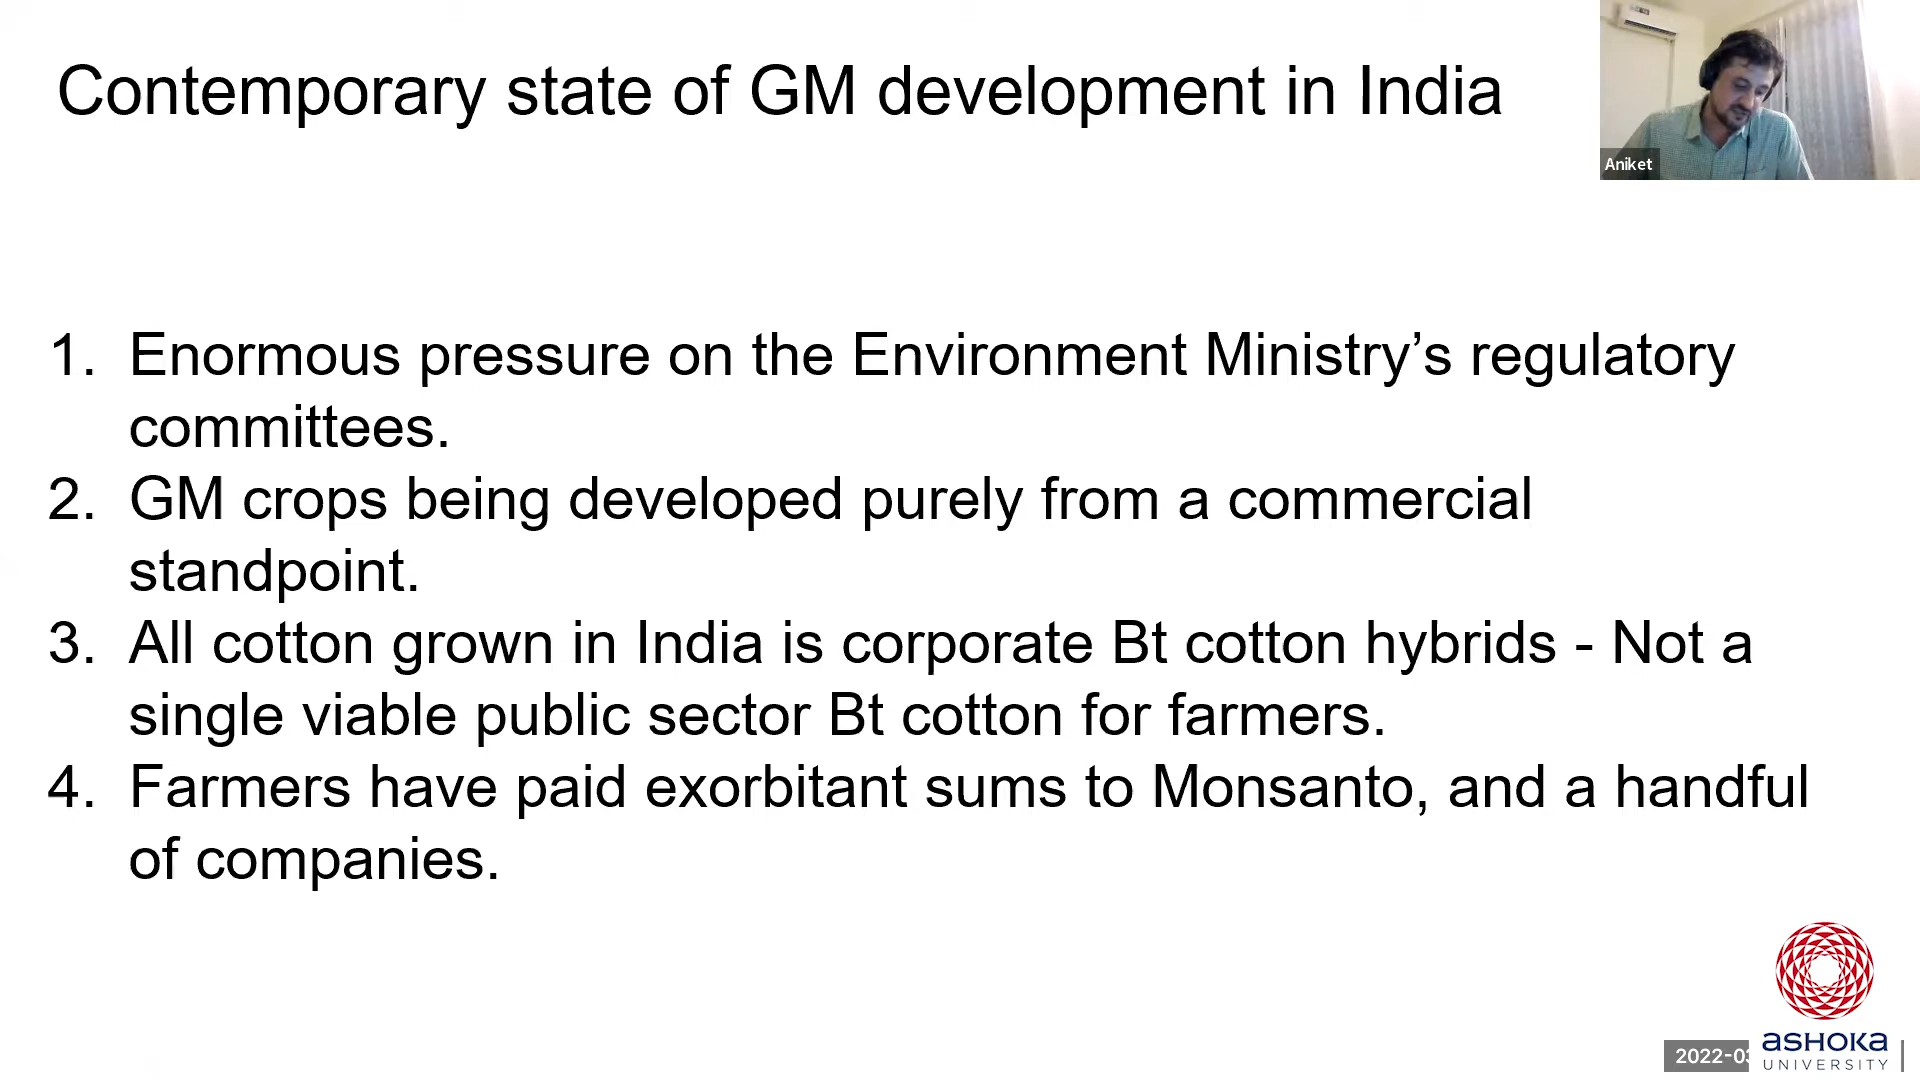 Contemporary state of GM development in India
Aniket
1. Enormous pressure on the Environment Ministry’s regulatory
committees.
2. GM crops being developed purely from a commercial
standpoint.
3. All cotton grown in India is corporate Bt cotton hybrids - Not a
single viable public sector Bt cotton for farmers.
4. Farmers have paid exorbitant sums to Monsanto, and a handful
of companies.
2022-03
ASHOKA
UNIVERSITY